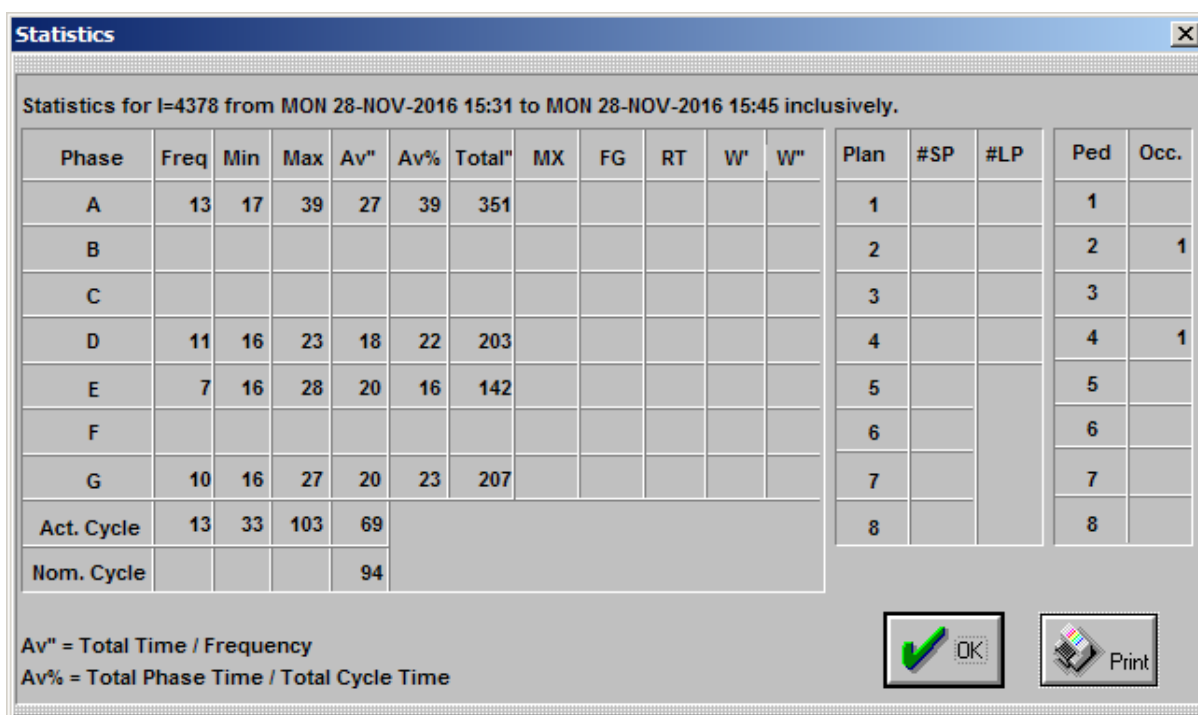 Statistics
Statistics for I=4378 from MON 28-NOV-2016 15:31 to MON 28-NOV-2016 15:45 inclusively.
Phase Freq Min Max Av" Av% Total" MX FG RT W' W"
A 13 17 39 27 39 351
B
C
D 11 16 23 18 22 203
E 7 16 28 20 16 142
F
G 10 16 27 20 23 207
Act. Cycle 13 33 103 69
Nom. Cycle 94
Plan #SP #LP
1
2
3
4
5
6
7
8
Ped Occ.
1
2 1
3
4 1
5
6
7
8
Av" = Total Time / Frequency
Av% = Total Phase Time / Total Cycle Time
OK
Print